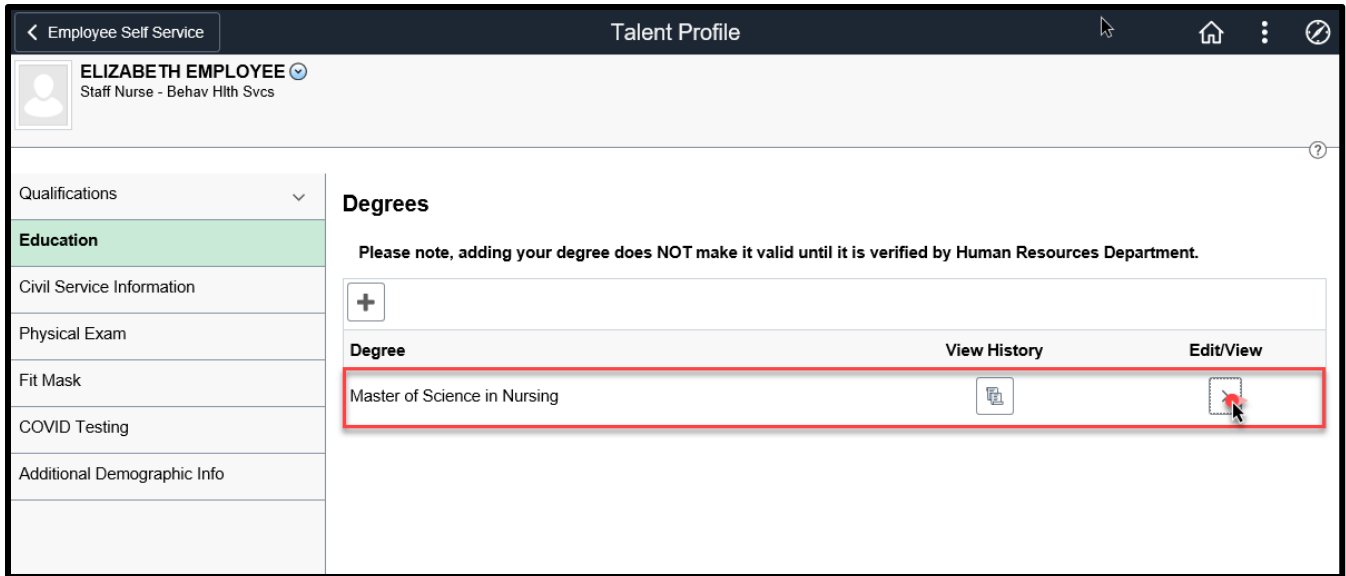 Employee Self Service
Talent Profile
ELIZABETH EMPLOYEE
Staff Nurse - Behav Hlth Svcs
?
Qualifications
Education
Civil Service Information
Physical Exam
Fit Mask
COVID Testing
Additional Demographic Info
Degrees
Please note, adding your degree does NOT make it valid until it is verified by Human Resources Department.
+
Degree View History Edit/View
Master of Science in Nursing